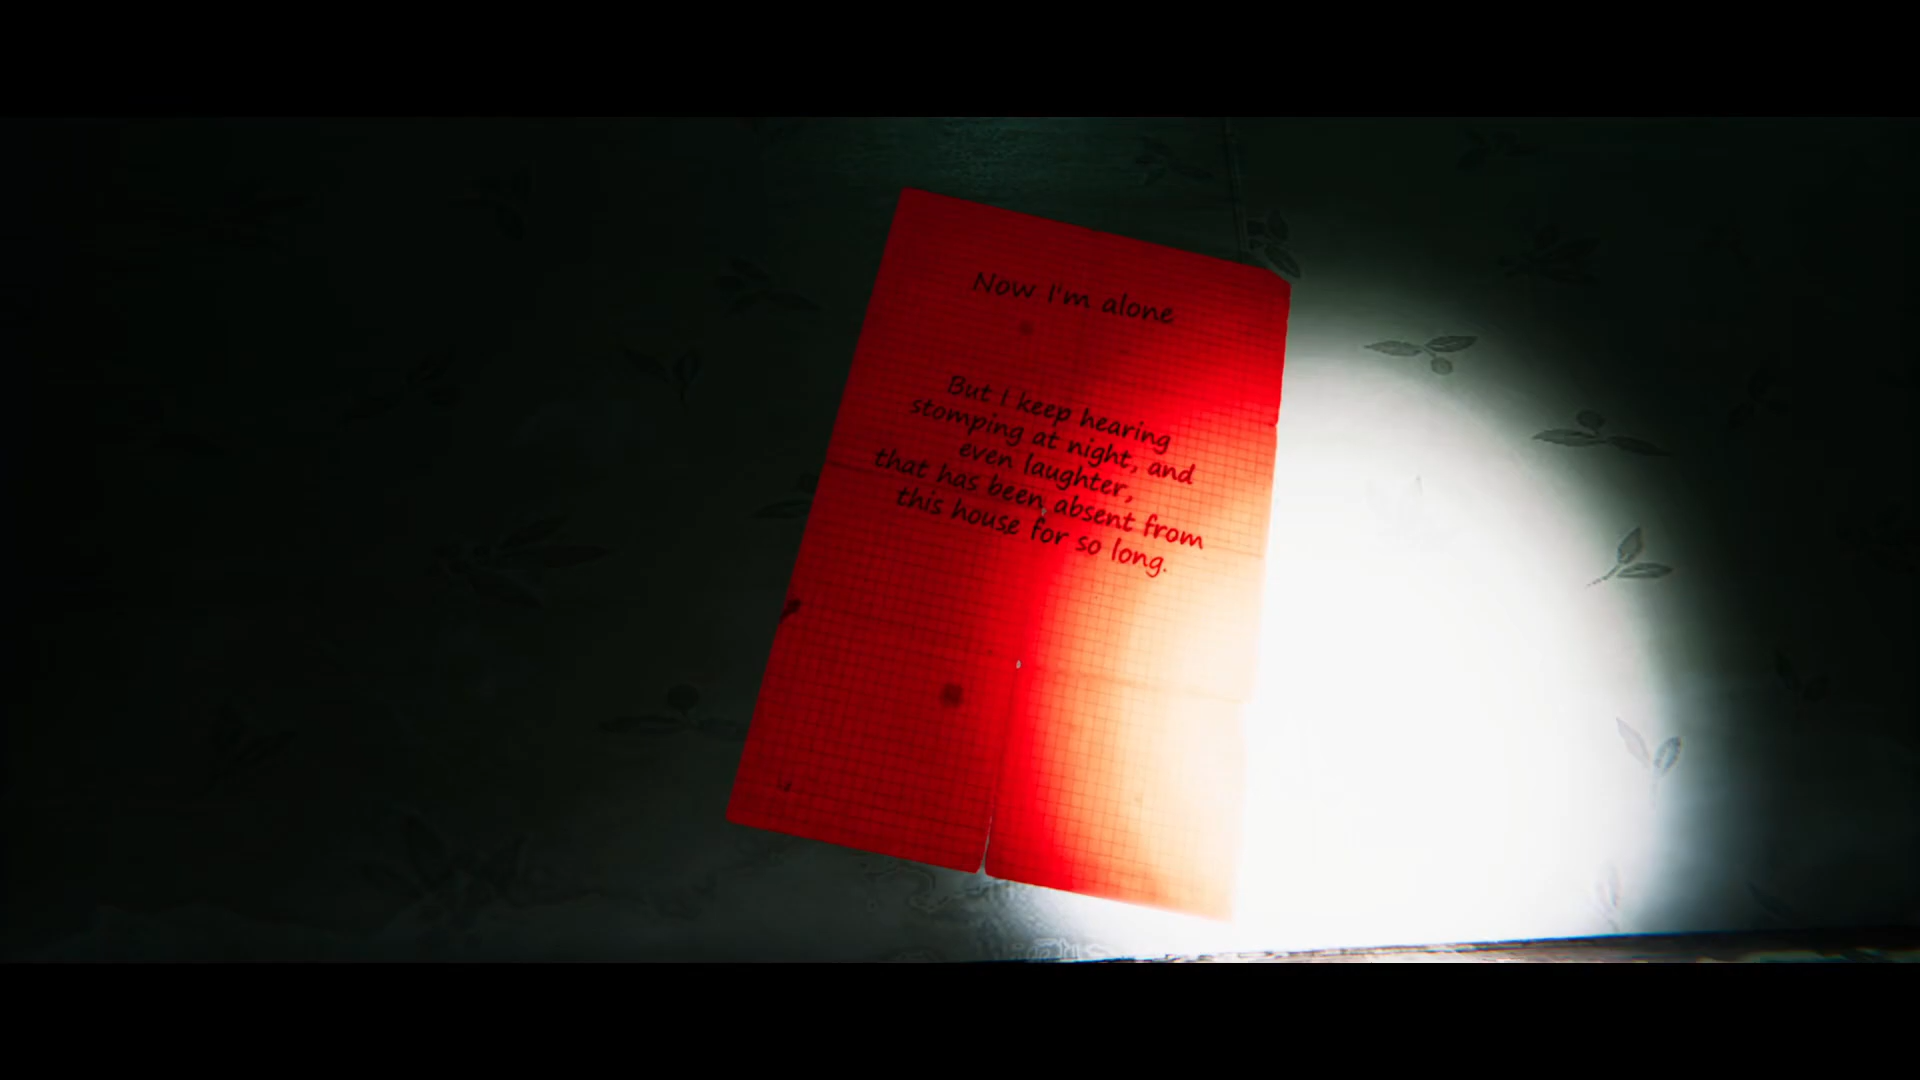 Now I'm alone
But I keep hearing
stomping at night, and
even laughter,
that has been absent from
this house for so long.